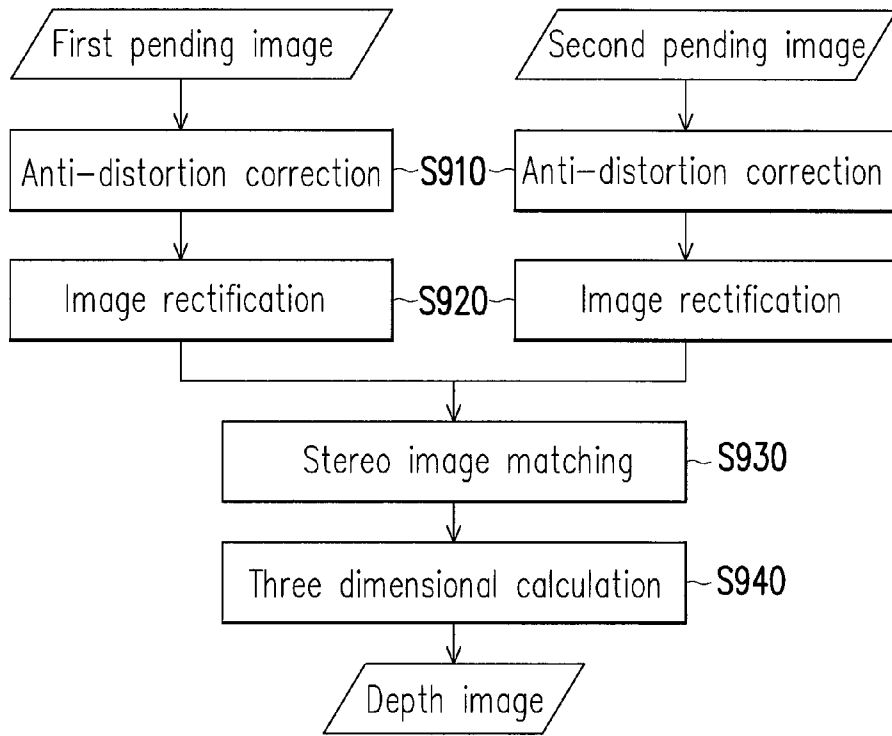 First pending image
Second pending image
Anti-distortion correction
S910
Anti-distortion correction
Image rectification
S920
Image rectification
Stereo image matching
S930
Three dimensional calculation
S940
Depth image